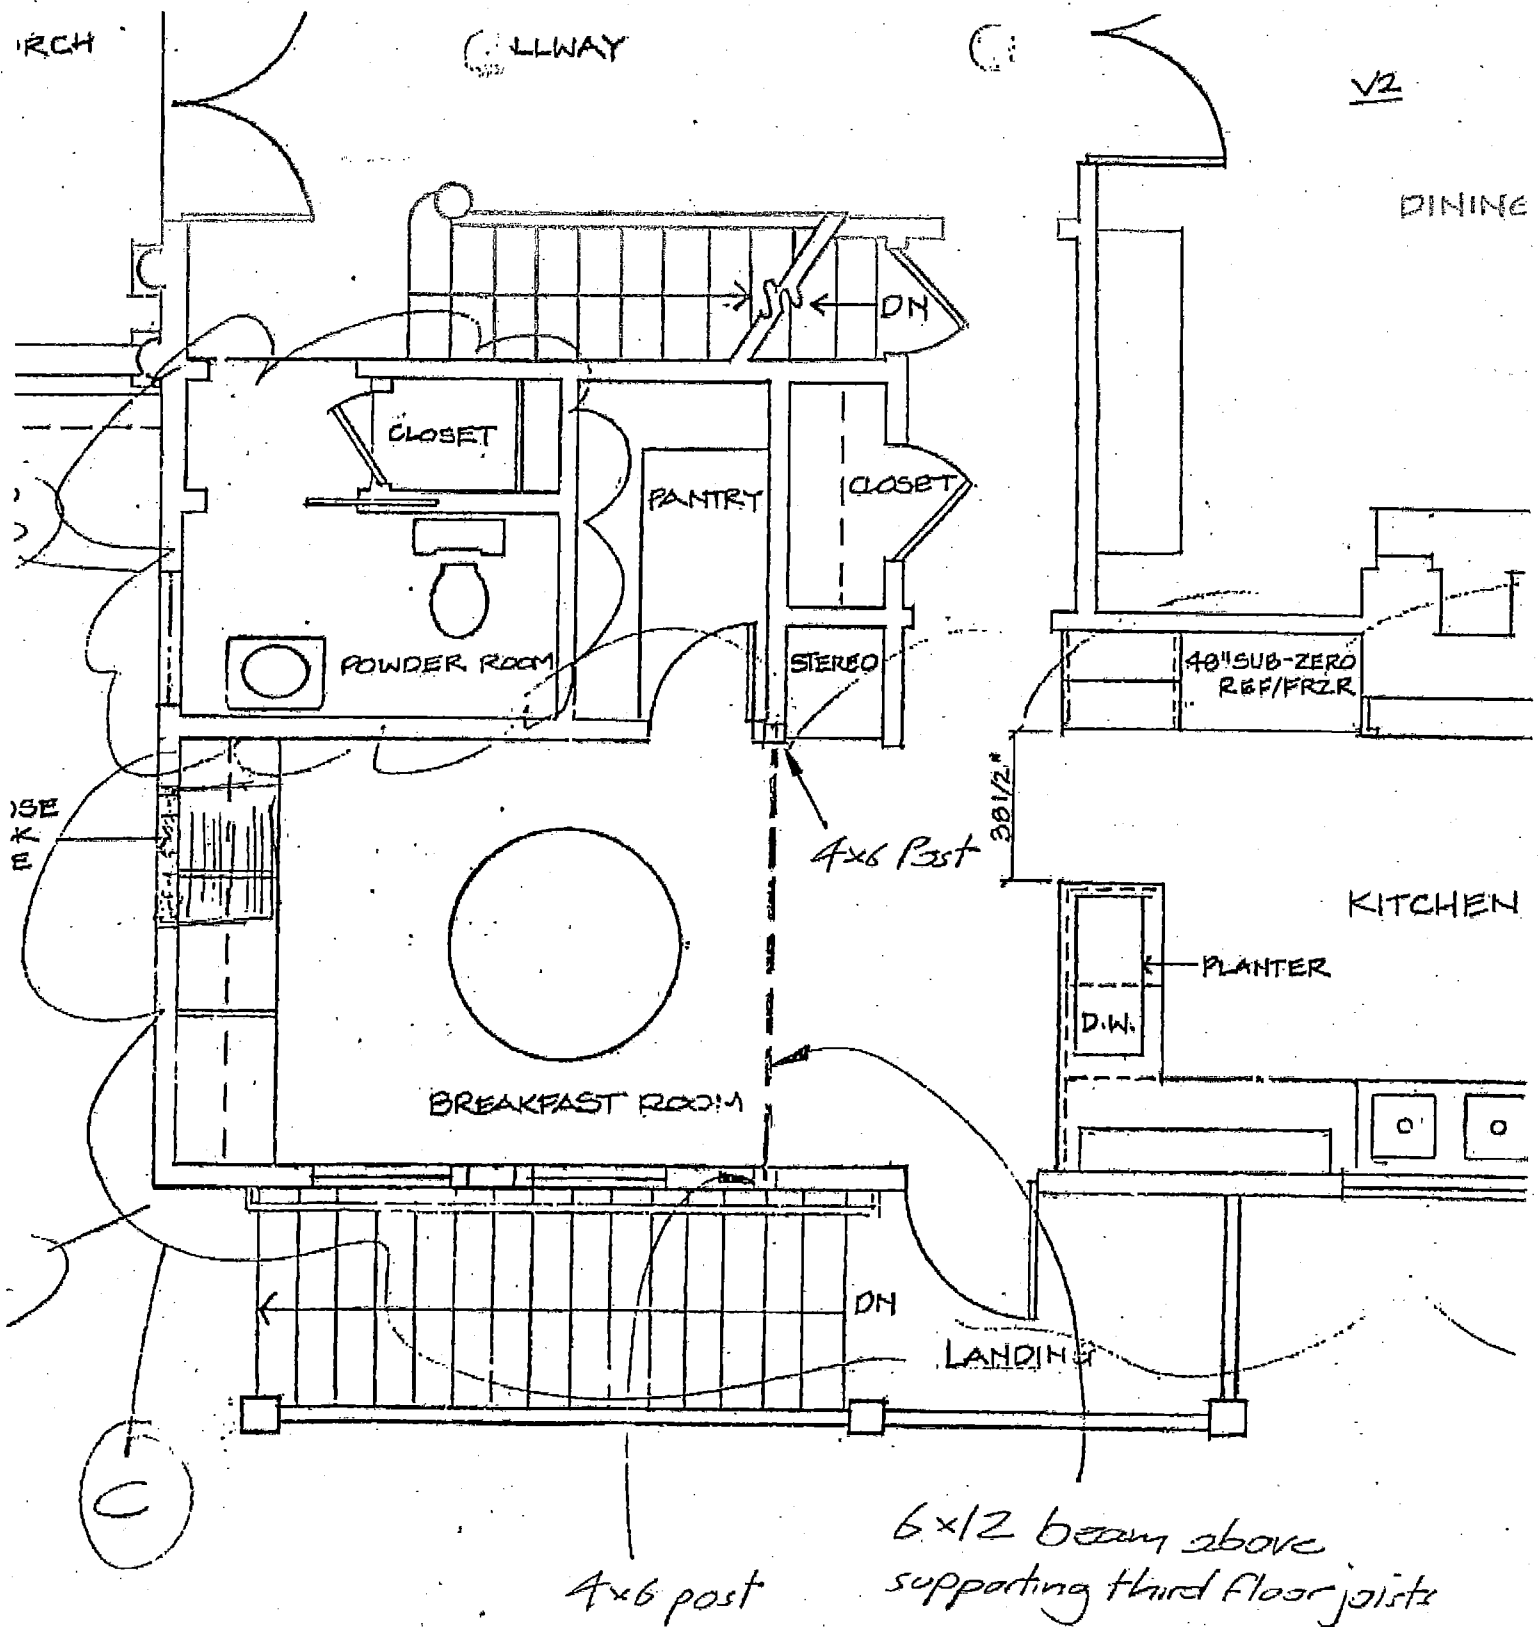 RCH
LLWAY
V2
DINING
DN
CLOSET
PANTRY
CLOSET
POWDER ROOM
STEREO
48" SUB-ZERO
REF/FRZR
38 1/2"
4x6 Post
KITCHEN
PLANTER
D.W.
BREAKFAST ROOM
DN
LANDING
C
6x12 beam above
supporting third floor joists
4x6 post